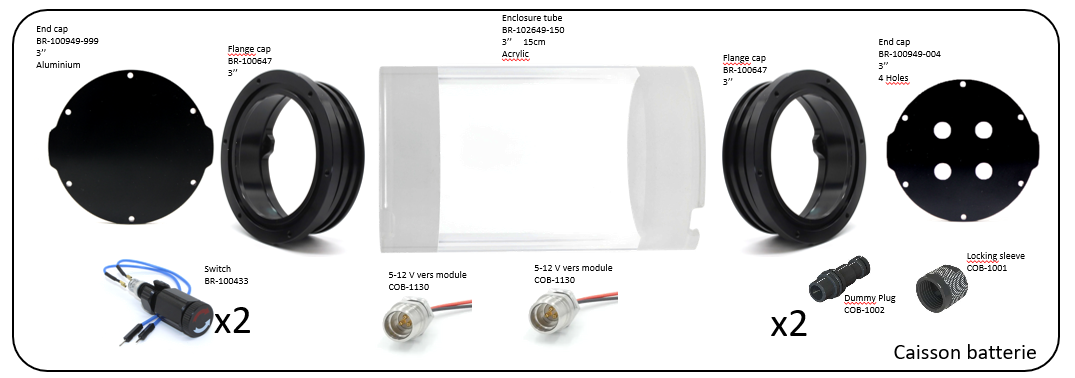 End cap
BR-100949-999
3’’
Aluminium
Flange cap
BR-100647
3’’
Enclosure tube
BR-102649-150
3’’ 15cm
Acrylic
Flange cap
BR-100647
3’’
End cap
BR-100949-004
3’’
4 Holes
Switch
BR-100433
x2
5-12 V vers module
COB-1130
5-12 V vers module
COB-1130
x2
Dummy Plug
COB-1002
Locking sleeve
COB-1001
Caisson batterie